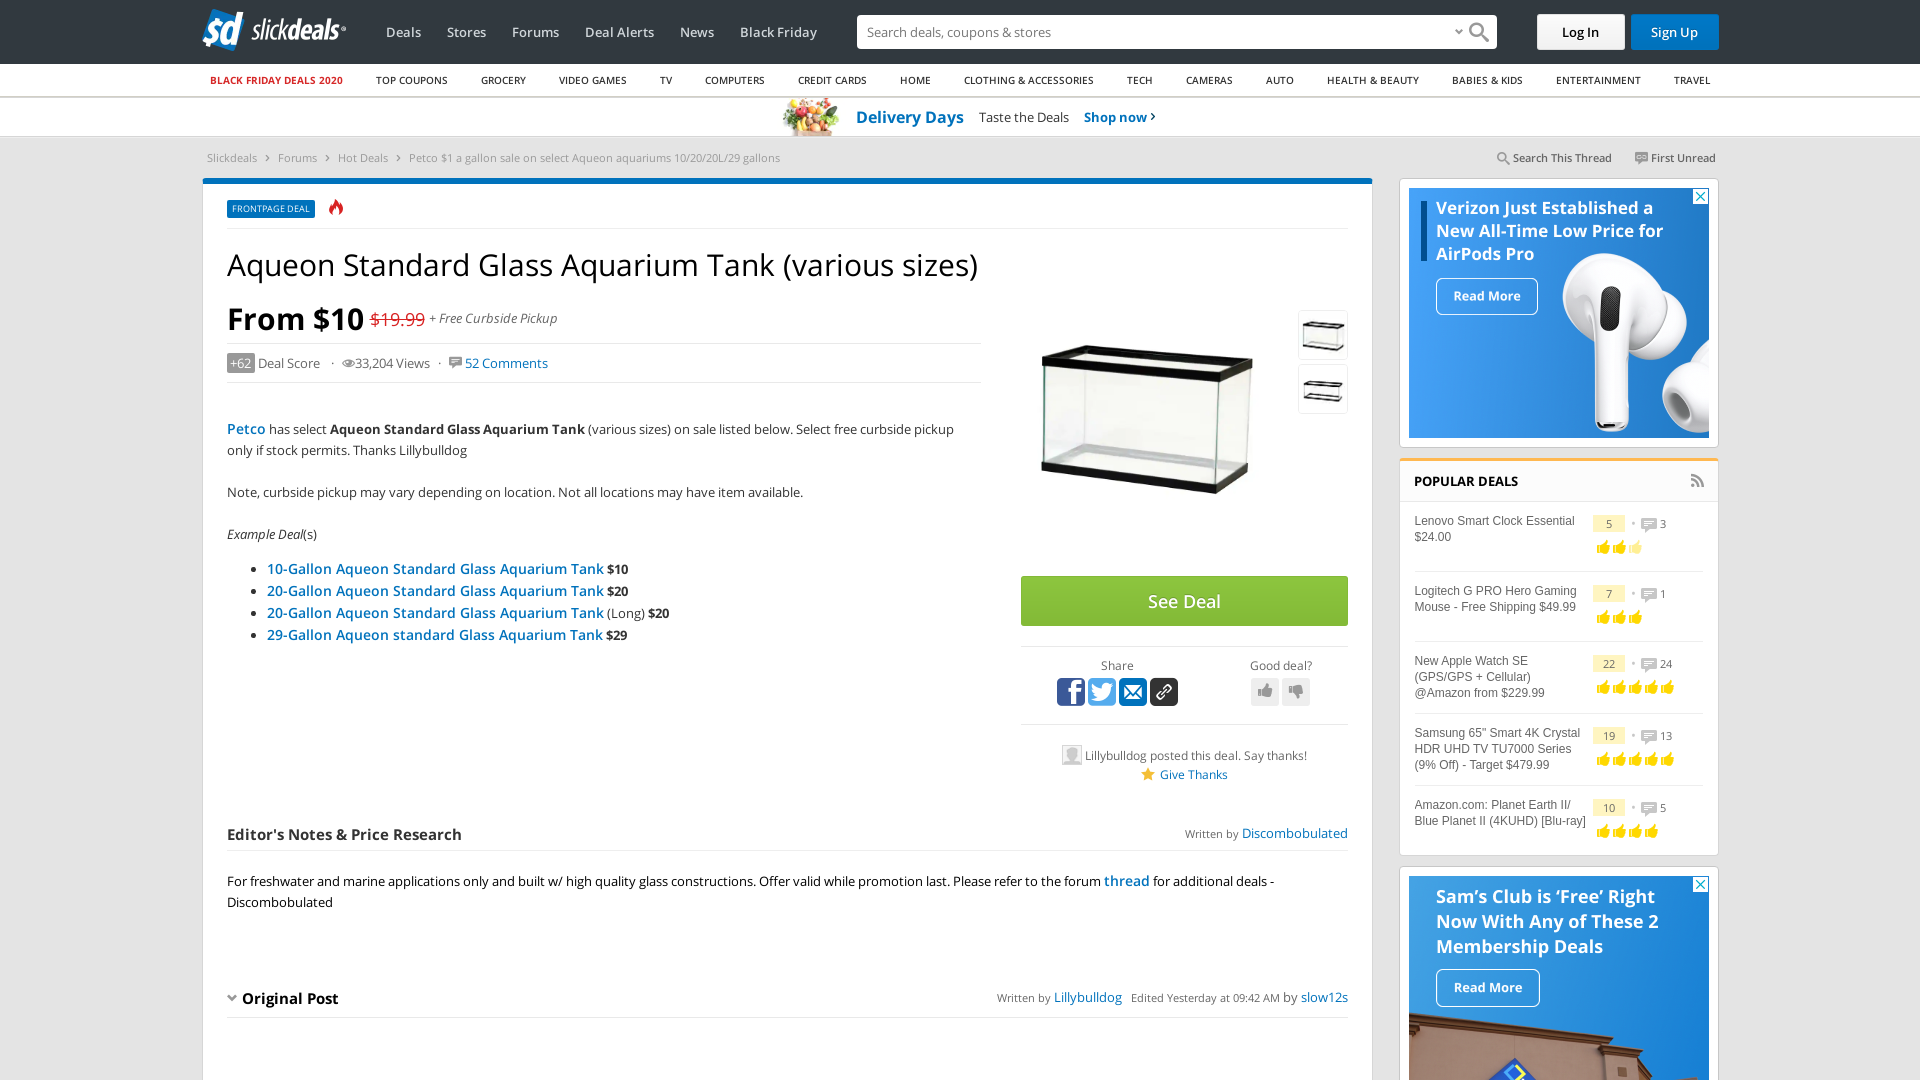 slickdeals
Deals
Stores
Forums
Deal Alerts
News
Black Friday
Search deals, coupons & stores
Log In
Sign Up
BLACK FRIDAY DEALS 2020
TOP COUPONS
GROCERY
VIDEO GAMES
TV
COMPUTERS
CREDIT CARDS
HOME
CLOTHING & ACCESSORIES
TECH
CAMERAS
AUTO
HEALTH & BEAUTY
BABIES & KIDS
ENTERTAINMENT
TRAVEL
Delivery Days Taste the Deals Shop now ›
Slickdeals › Forums › Hot Deals › Petco $1 a gallon sale on select Aqueon aquariums 10/20/20L/29 gallons
Search This Thread
First Unread
FRONTPAGE DEAL
Aqueon Standard Glass Aquarium Tank (various sizes)
From $10 $19.99 + Free Curbside Pickup
+62 Deal Score · 33,204 Views · 52 Comments
Petco has select Aqueon Standard Glass Aquarium Tank (various sizes) on sale listed below. Select free curbside pickup
only if stock permits. Thanks Lillybulldog
Note, curbside pickup may vary depending on location. Not all locations may have item available.
Example Deal(s)
10-Gallon Aqueon Standard Glass Aquarium Tank $10
20-Gallon Aqueon Standard Glass Aquarium Tank $20
20-Gallon Aqueon Standard Glass Aquarium Tank (Long) $20
29-Gallon Aqueon standard Glass Aquarium Tank $29
See Deal
Share
Good deal?
Lillybulldog posted this deal. Say thanks!
Give Thanks
Editor's Notes & Price Research
Written by Discombobulated
For freshwater and marine applications only and built w/ high quality glass constructions. Offer valid while promotion last. Please refer to the forum thread for additional deals -
Discombobulated
Original Post
Written by Lillybulldog Edited Yesterday at 09:42 AM by slow12s
Verizon Just Established a
New All-Time Low Price for
AirPods Pro
Read More
POPULAR DEALS
Lenovo Smart Clock Essential
$24.00
5 • 3
Logitech G PRO Hero Gaming
Mouse - Free Shipping $49.99
7 • 1
New Apple Watch SE
(GPS/GPS + Cellular)
@Amazon from $229.99
22 • 24
Samsung 65" Smart 4K Crystal
HDR UHD TV TU7000 Series
(9% Off) - Target $479.99
19 • 13
Amazon.com: Planet Earth II/
Blue Planet II (4KUHD) [Blu-ray]
10 • 5
Sam's Club is ‘Free’ Right
Now With Any of These 2
Membership Deals
Read More